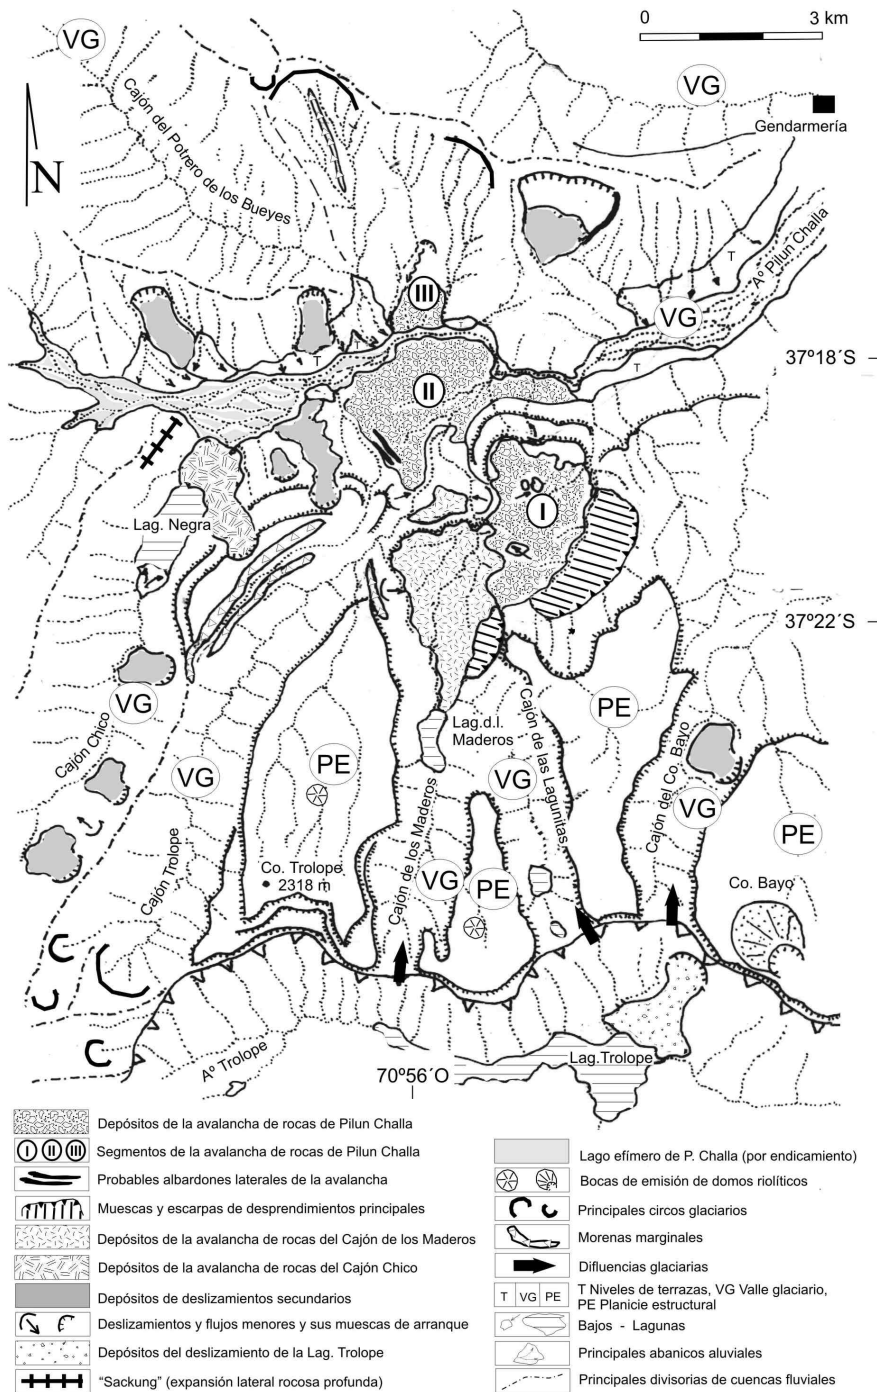 0 3 km
VG
VG
Gendarmería
Cajón del Potrero de los Bueyes
N
T
Aº Pilun Challa
III
VG
T
T
T
T
37º18´S
II
I
Lag. Negra
37º22´S
VG
Cajón Chico
VG
PE
Lag.d.l.
Maderos
VG
Cajón de las Lagunitas
PE
Cajón del Co. Bayo
VG
PE
Co. Trolope
2318 m
Cajón Trolope
Cajón de los Maderos
VG
PE
Co. Bayo
Aº Trolope
Lag.Trolope
70º56´O
Depósitos de la avalancha de rocas de Pilun Challa
I II III Segmentos de la avalancha de rocas de Pilun Challa
Probables albardones laterales de la avalancha
Muescas y escarpas de desprendimientos principales
Depósitos de la avalancha de rocas del Cajón de los Maderos
Depósitos de la avalancha de rocas del Cajón Chico
Depósitos de deslizamientos secundarios
Deslizamientos y flujos menores y sus muescas de arranque
Depósitos del deslizamiento de la Lag. Trolope
"Sackung" (expansión lateral rocosa profunda)
Lago efímero de P. Challa (por endicamiento)
Bocas de emisión de domos riolíticos
Principales circos glaciarios
Morenas marginales
Difluencias glaciarias
T VG PE T Niveles de terrazas, VG Valle glaciario,
PE Planicie estructural
Bajos - Lagunas
Principales abanicos aluviales
Principales divisorias de cuencas fluviales